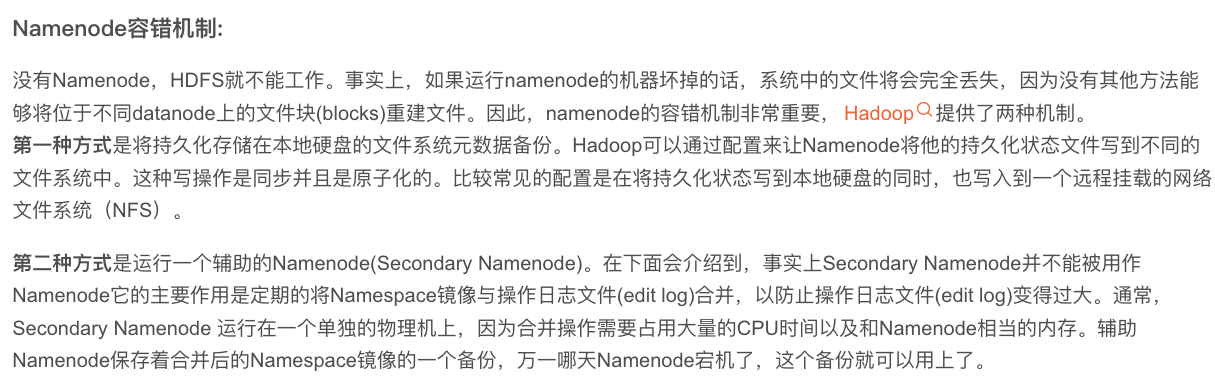 Namenode容错机制:
没有Namenode，HDFS就不能工作。事实上，如果运行namenode的机器坏掉的话，系统中的文件将会完全丢失，因为没有其他方法能
够将位于不同datanode上的文件块(blocks)重建文件。因此，namenode的容错机制非常重要， Hadoop提供了两种机制。
第一种方式是将持久化存储在本地硬盘的文件系统元数据备份。Hadoop可以通过配置来让Namenode将他的持久化状态文件写到不同的
文件系统中。这种写操作是同步并且是原子化的。比较常见的配置是在将持久化状态写到本地硬盘的同时，也写入到一个远程挂载的网络
文件系统（NFS）。
第二种方式是运行一个辅助的Namenode(Secondary Namenode)。在下面会介绍到，事实上Secondary Namenode并不能被用作
Namenode它的主要作用是定期的将Namespace镜像与操作日志文件(edit log)合并，以防止操作日志文件(edit log)变得过大。通常，
Secondary Namenode 运行在一个单独的物理机上，因为合并操作需要占用大量的CPU时间以及和Namenode相当的内存。辅助
Namenode保存着合并后的Namespace镜像的一个备份，万一哪天Namenode宕机了，这个备份就可以用上了。